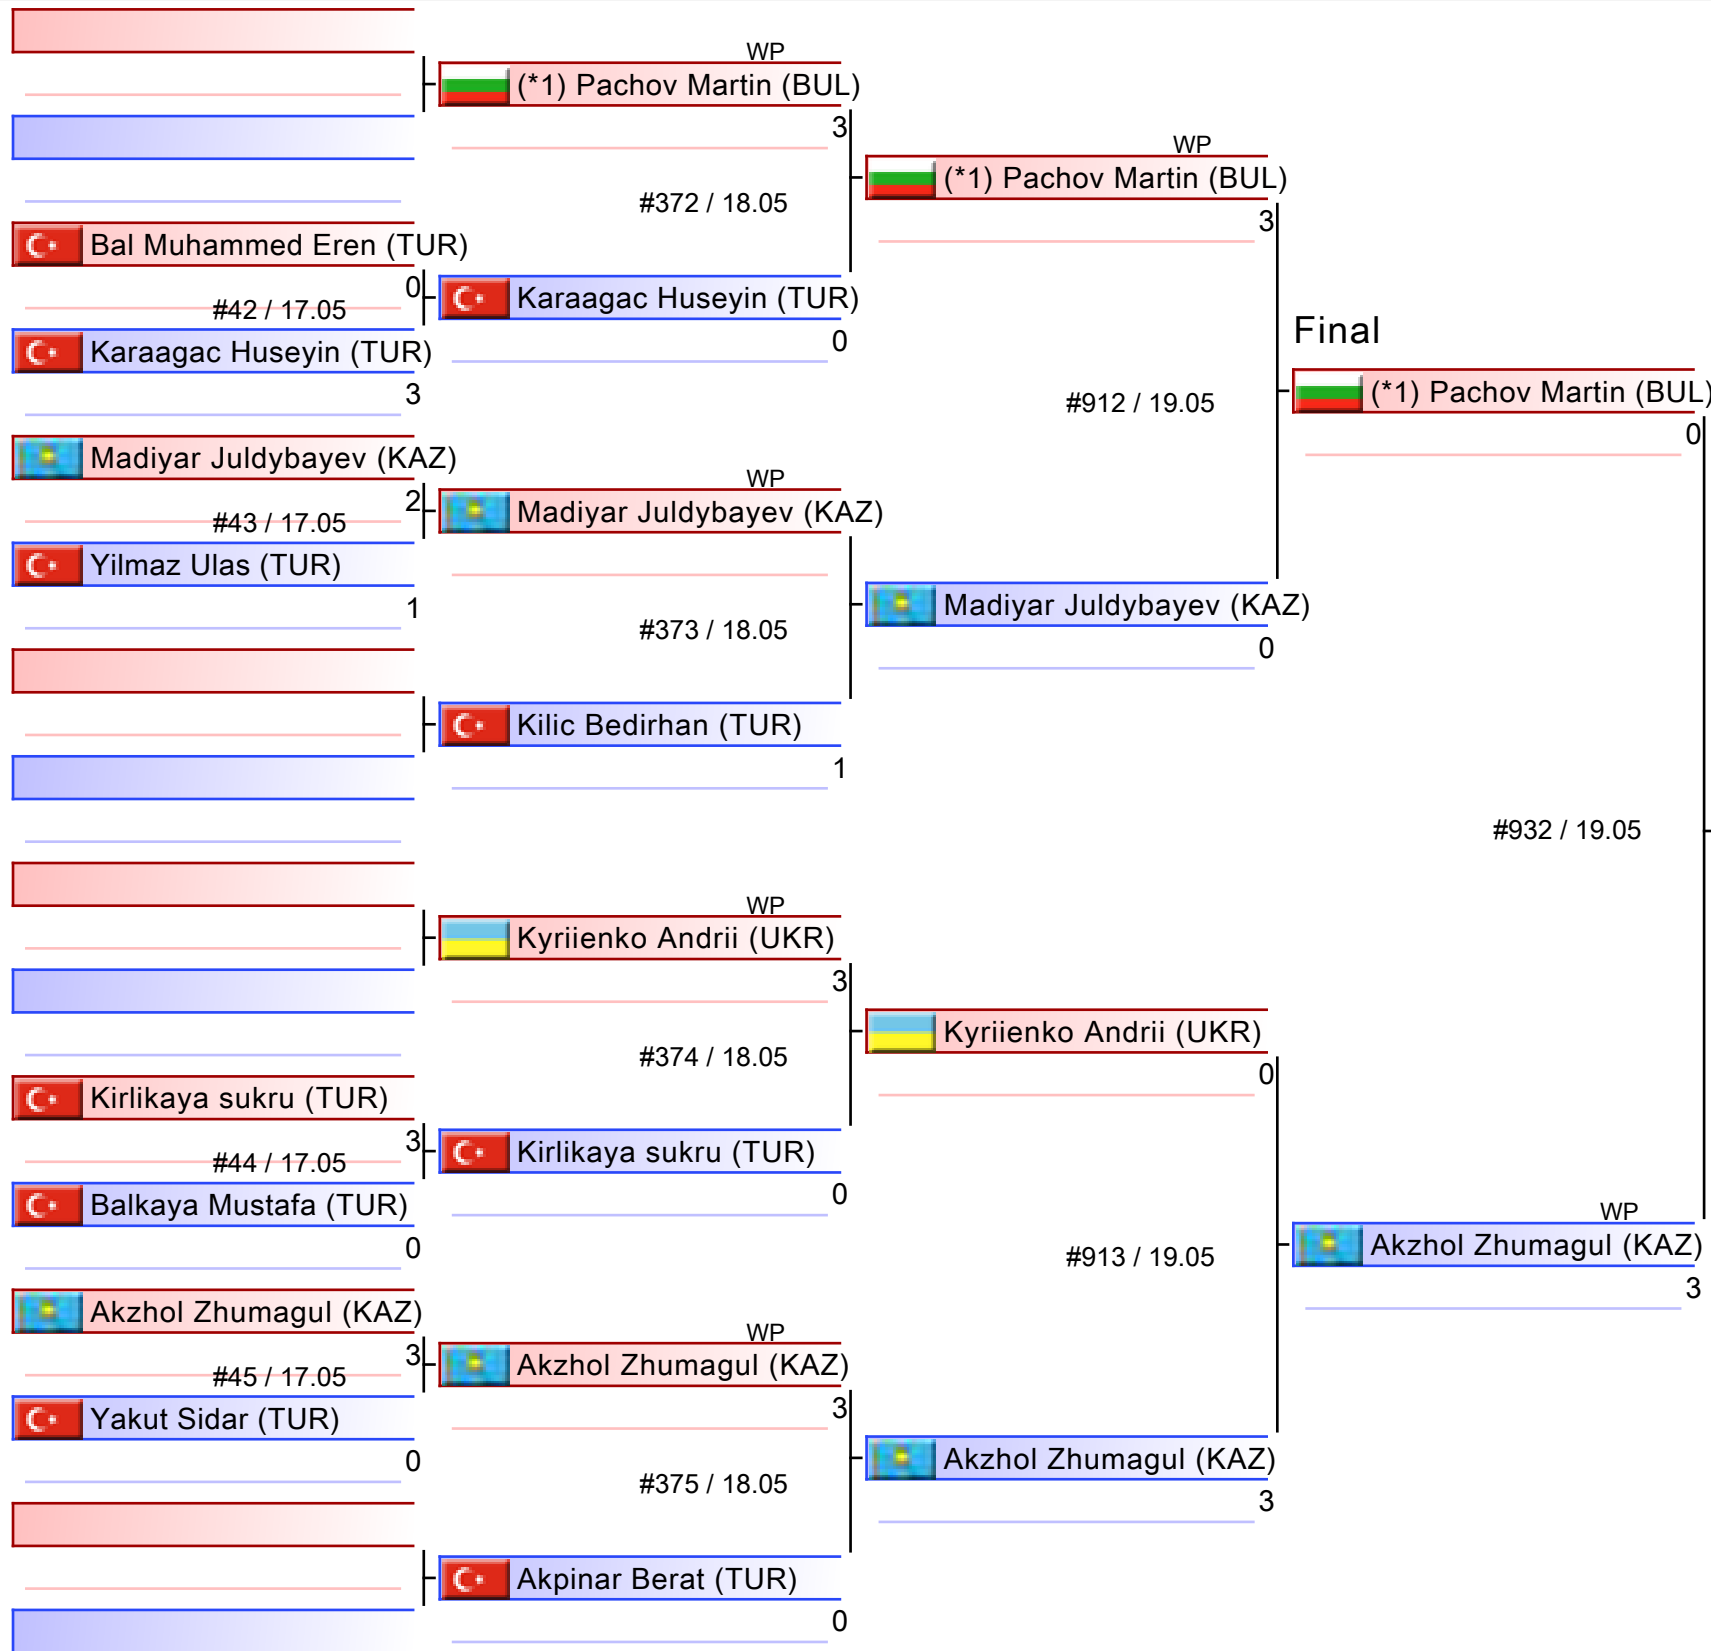 WP
(*1) Pachov Martin (BUL)
3
WP
(*1) Pachov Martin (BUL)
#372 / 18.05
3
Bal Muhammed Eren (TUR)
0
#42 / 17.05
Karaagac Huseyin (TUR)
Final
0
Karaagac Huseyin (TUR)
3
#912 / 19.05
(*1) Pachov Martin (BUL)
0
Madiyar Juldybayev (KAZ)
WP
2
#43 / 17.05
Madiyar Juldybayev (KAZ)
Yilmaz Ulas (TUR)
1
#373 / 18.05
Madiyar Juldybayev (KAZ)
0
Kilic Bedirhan (TUR)
1
#932 / 19.05
WP
Kyriienko Andrii (UKR)
3
Kyriienko Andrii (UKR)
#374 / 18.05
0
Kirlikaya sukru (TUR)
3
#44 / 17.05
Kirlikaya sukru (TUR)
Balkaya Mustafa (TUR)
0
WP
0
#913 / 19.05
Akzhol Zhumagul (KAZ)
3
Akzhol Zhumagul (KAZ)
WP
3
#45 / 17.05
Akzhol Zhumagul (KAZ)
Yakut Sidar (TUR)
3
0
#375 / 18.05
Akzhol Zhumagul (KAZ)
3
Akpinar Berat (TUR)
0